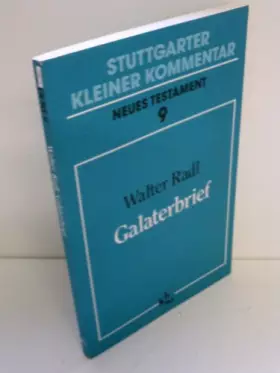 STUTTGARTER
KLEINER KOMMENTAR
NEUES TESTAMENT
9
Walter Radl
Galaterbrief